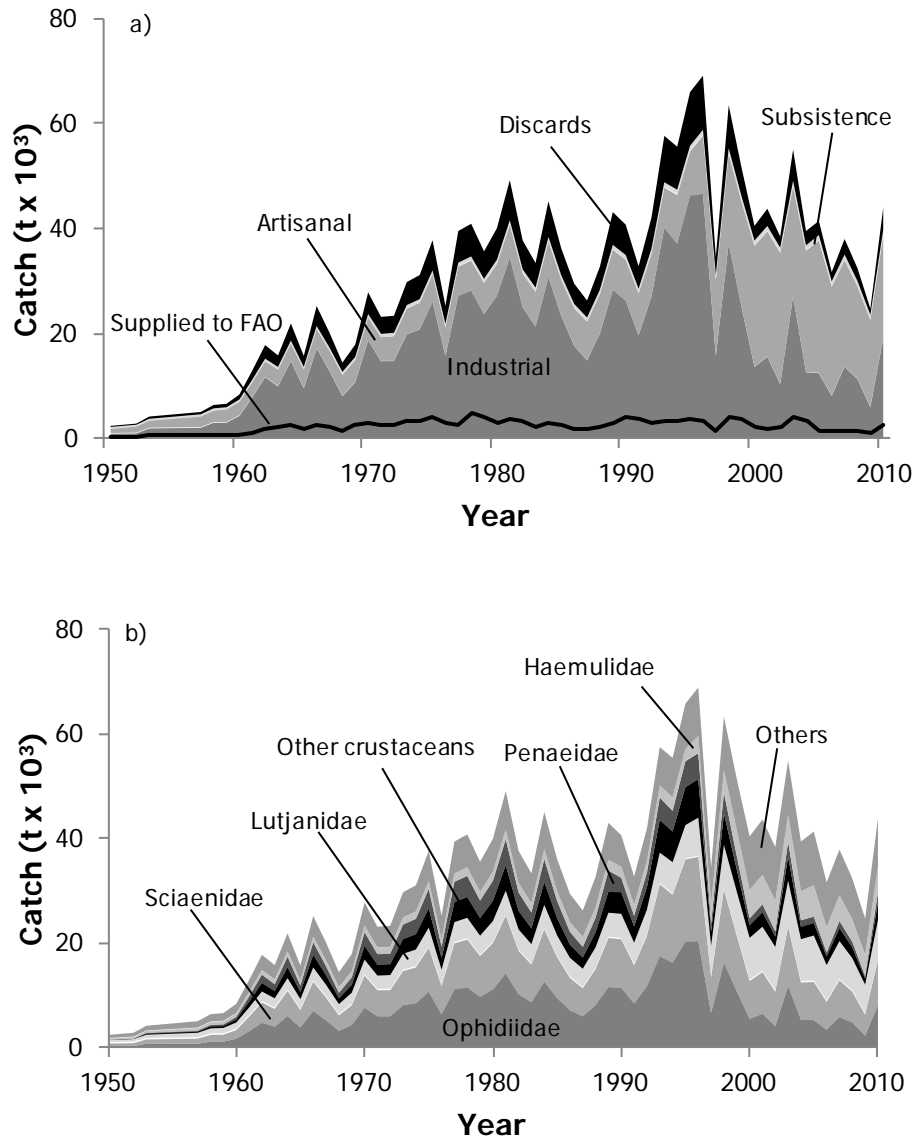 80
a)
60
Discards
Subsistence
Artisanal
40
Supplied to FAO
20
Industrial
0
Catch (t x 10³)
1950 1960 1970 1980 1990 2000 2010
Year
80
b)
Haemulidae
60
Other crustaceans
Penaeidae
Others
40
Lutjanidae
Sciaenidae
20
Ophidiidae
0
Catch (t x 10³)
1950 1960 1970 1980 1990 2000 2010
Year